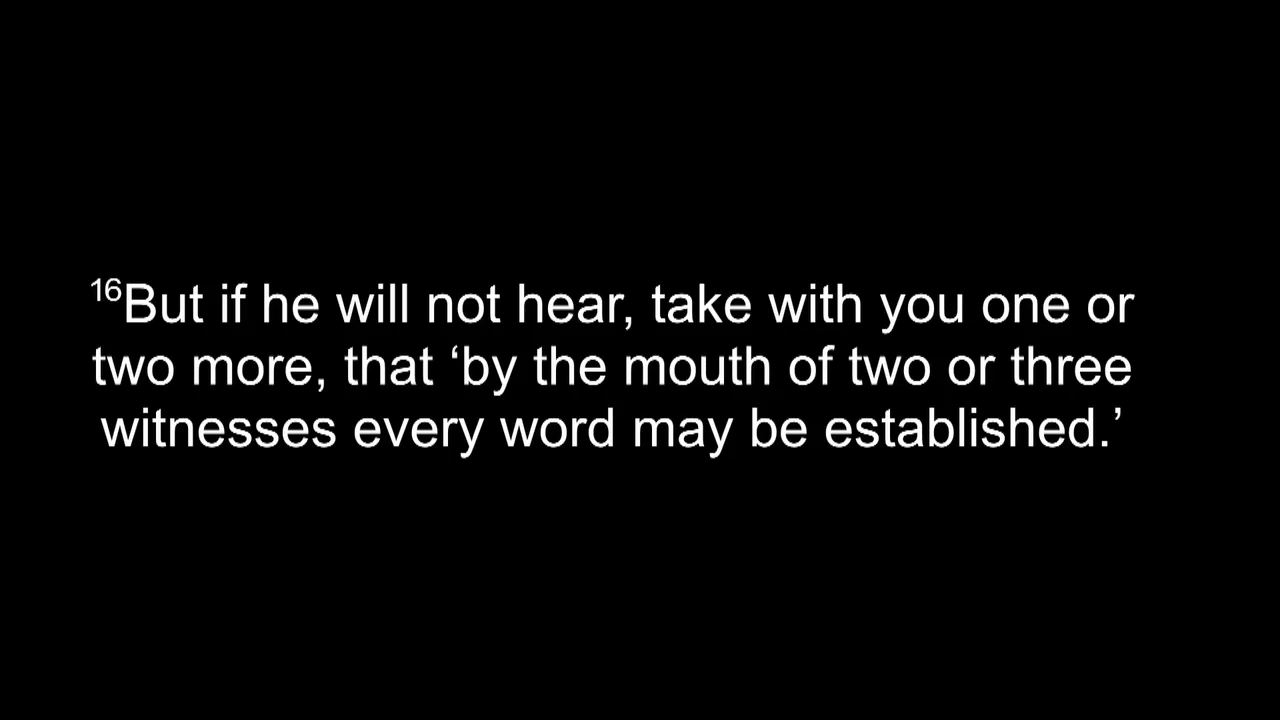 ¹⁶But if he will not hear, take with you one or
two more, that ‘by the mouth of two or three
witnesses every word may be established.’